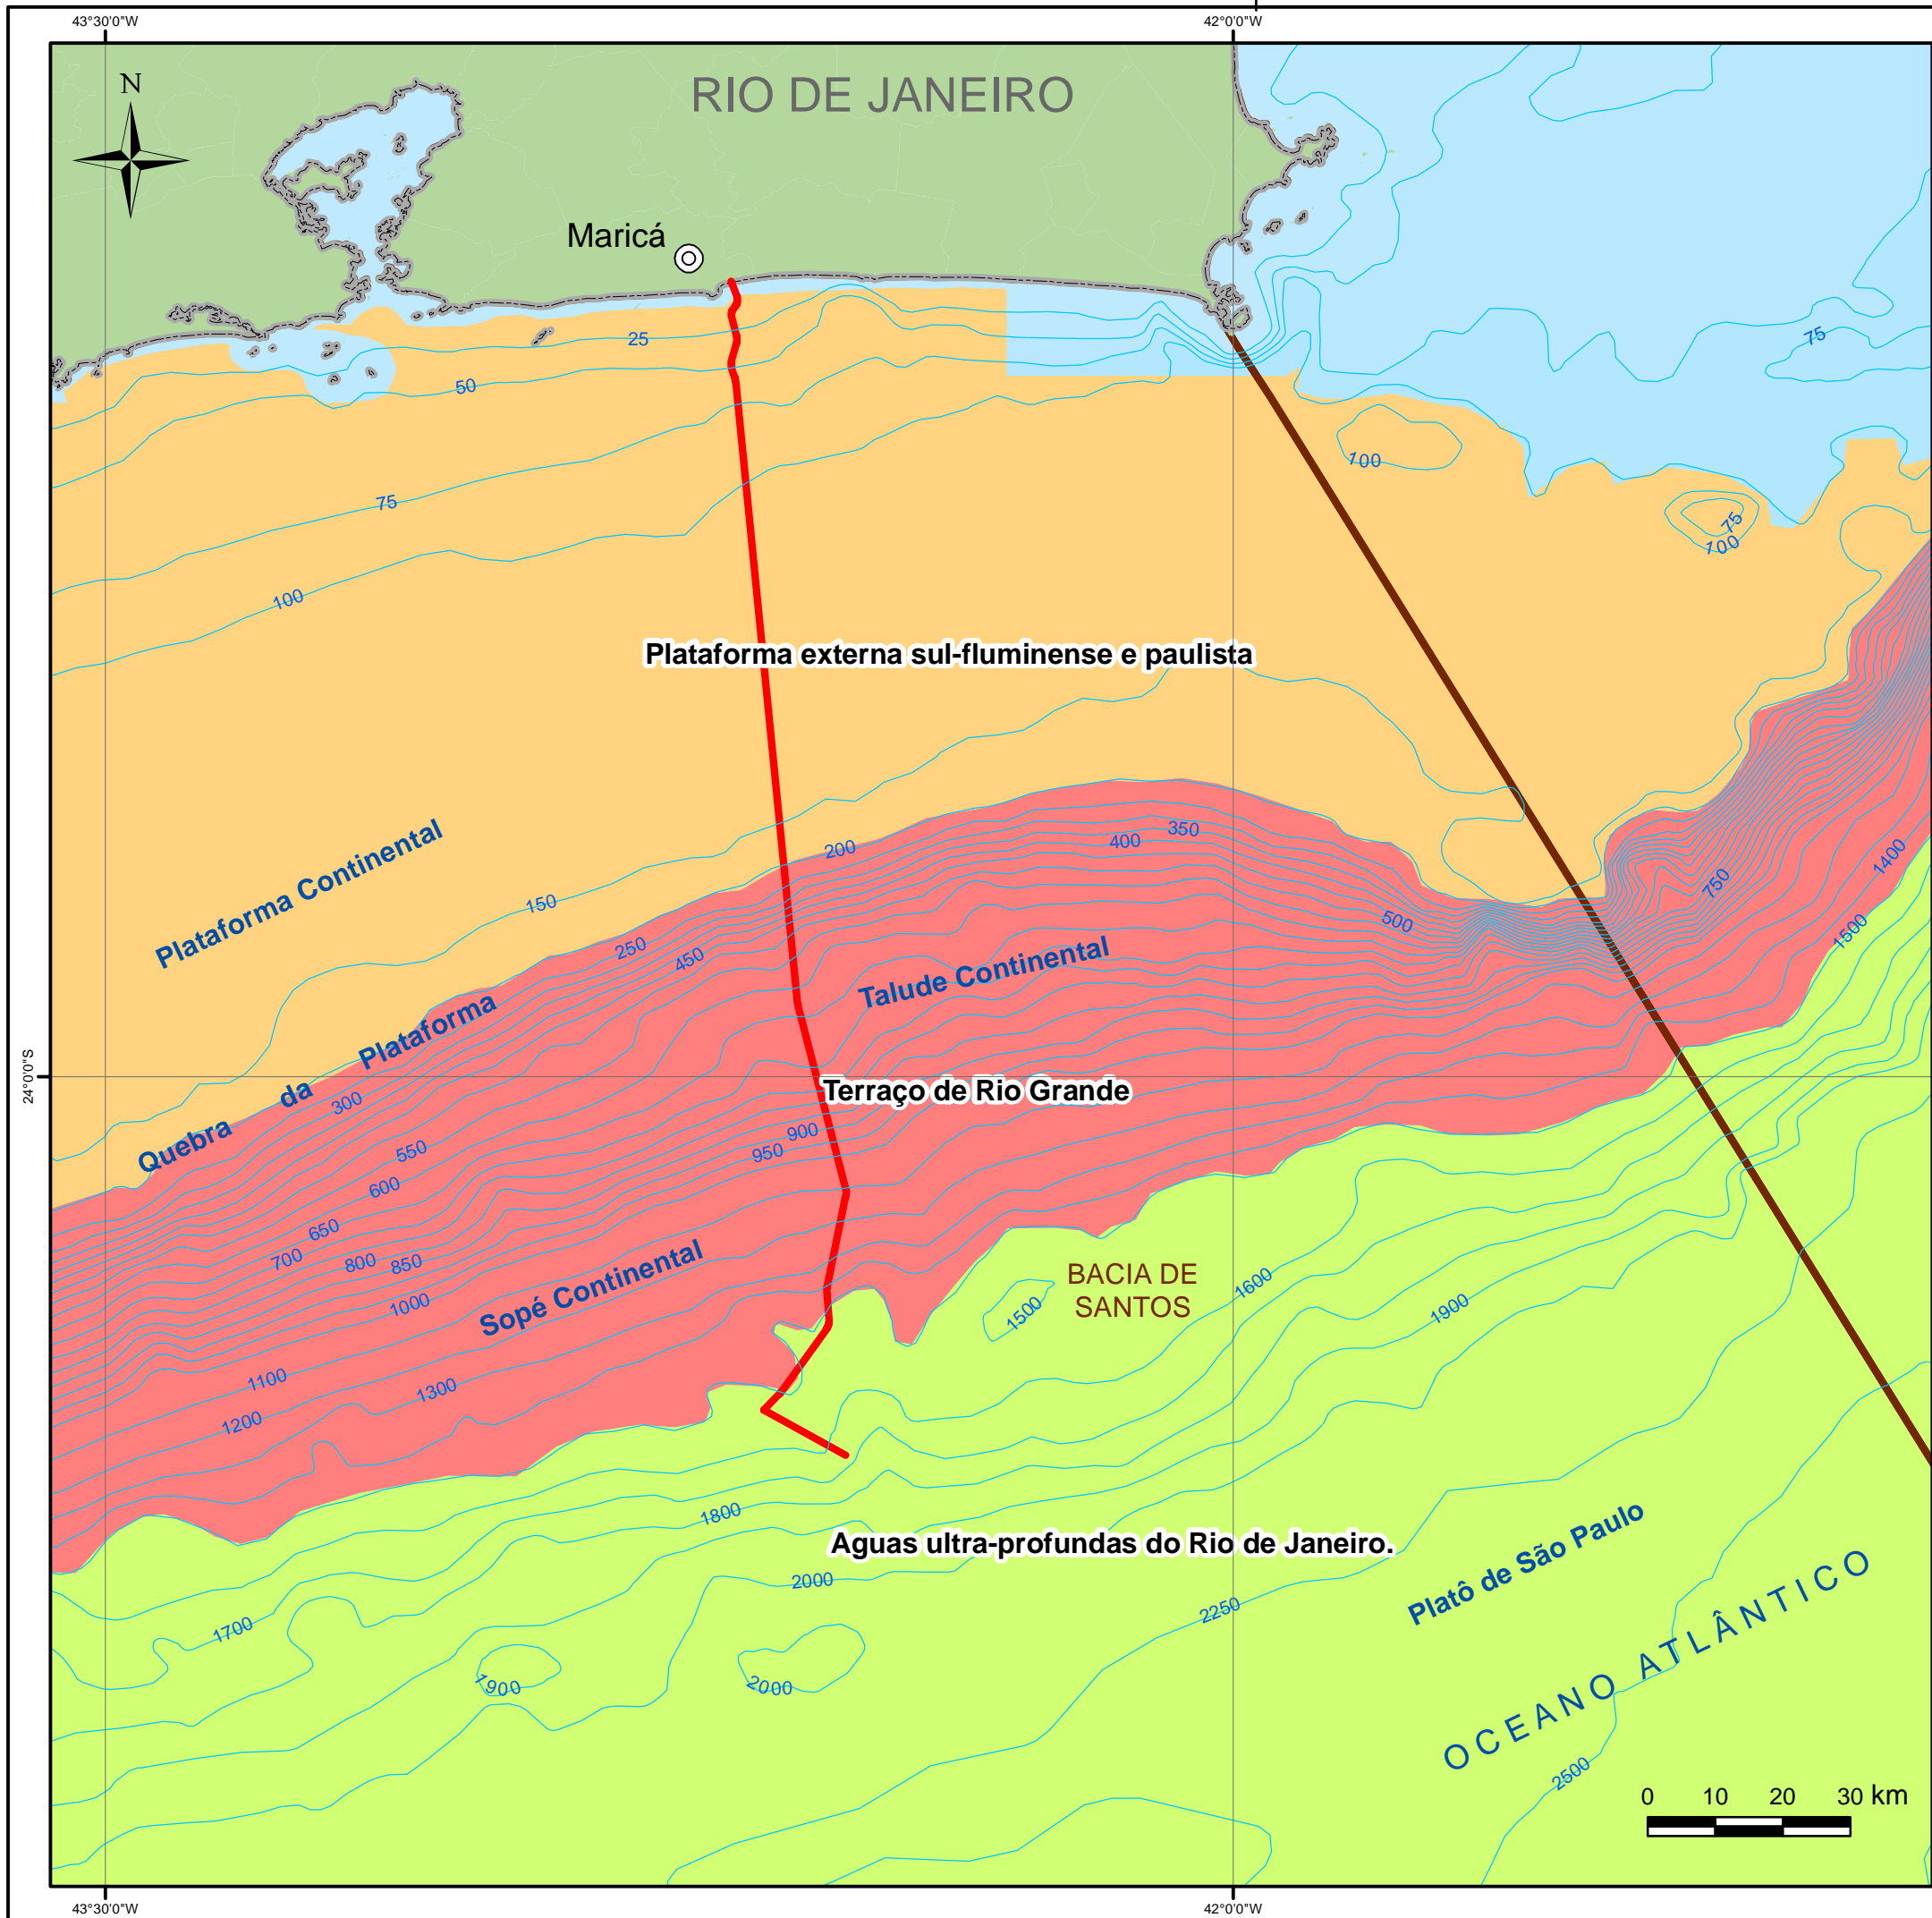 43°30'0"W
42°0'0"W
N
RIO DE JANEIRO
Maricá
25
75
50
100
75
75
100
100
Plataforma externa sul-fluminense e paulista
350
200
400
1400
Plataforma Continental
750
150
500
1500
250
450
Talude Continental
Quebra da Plataforma
24°0'0"S
Terraço de Rio Grande
300
900
550
950
600
650
700
800
850
Sopé Continental
BACIA DE
SANTOS
1600
1000
1500
1900
1100
1300
1200
1800
Aguas ultra-profundas do Rio de Janeiro.
Platô de São Paulo
2000
2250
1700
OCEANO ATLÂNTICO
1900
2000
2500
0 10 20 30 km
43°30'0"W
42°0'0"W